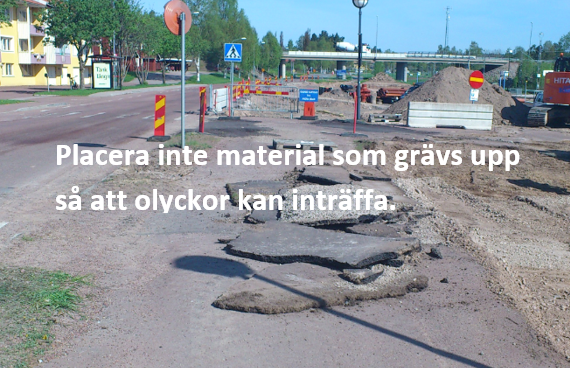 Placera inte material som grävs upp
så att olyckor kan inträffa.